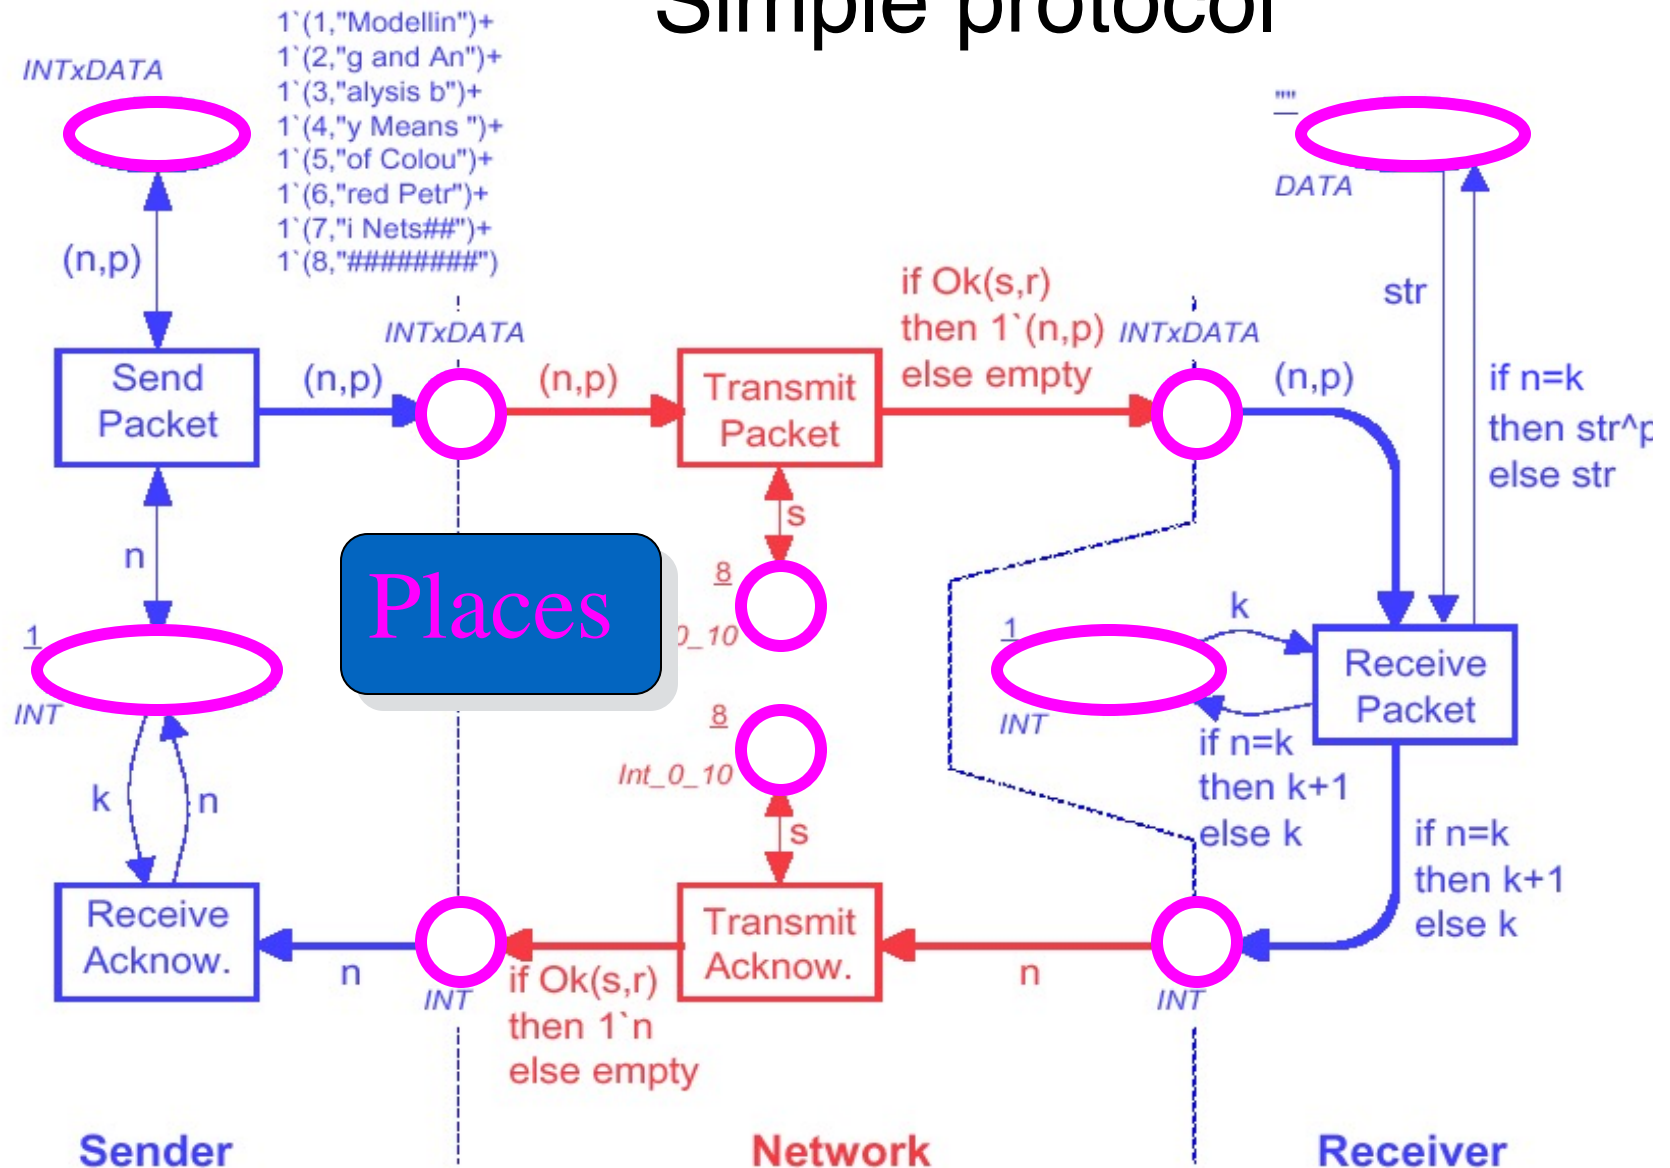 Simple protocol
1`(1,"Modellin")+
1`(2,"g and An")+
1`(3,"alysis b")+
1`(4,"y Means ")+
1`(5,"of Colou")+
1`(6,"red Petr")+
1`(7,"i Nets##")+
1`(8,"########")
INTxDATA
""
DATA
(n,p)
str
if n=k
then str^p
else str
Send
Packet
(n,p)
INTxDATA
(n,p)
Transmit
Packet
if Ok(s,r)
then 1`(n,p)
else empty
INTxDATA
(n,p)
n
s
8
0_10
Places
1
INT
1
INT
k
Receive
Packet
if n=k
then k+1
else k
8
Int_0_10
s
k
n
if n=k
then k+1
else k
Receive
Acknow.
n
INT
if Ok(s,r)
then 1`n
else empty
Transmit
Acknow.
n
INT
Sender
Network
Receiver